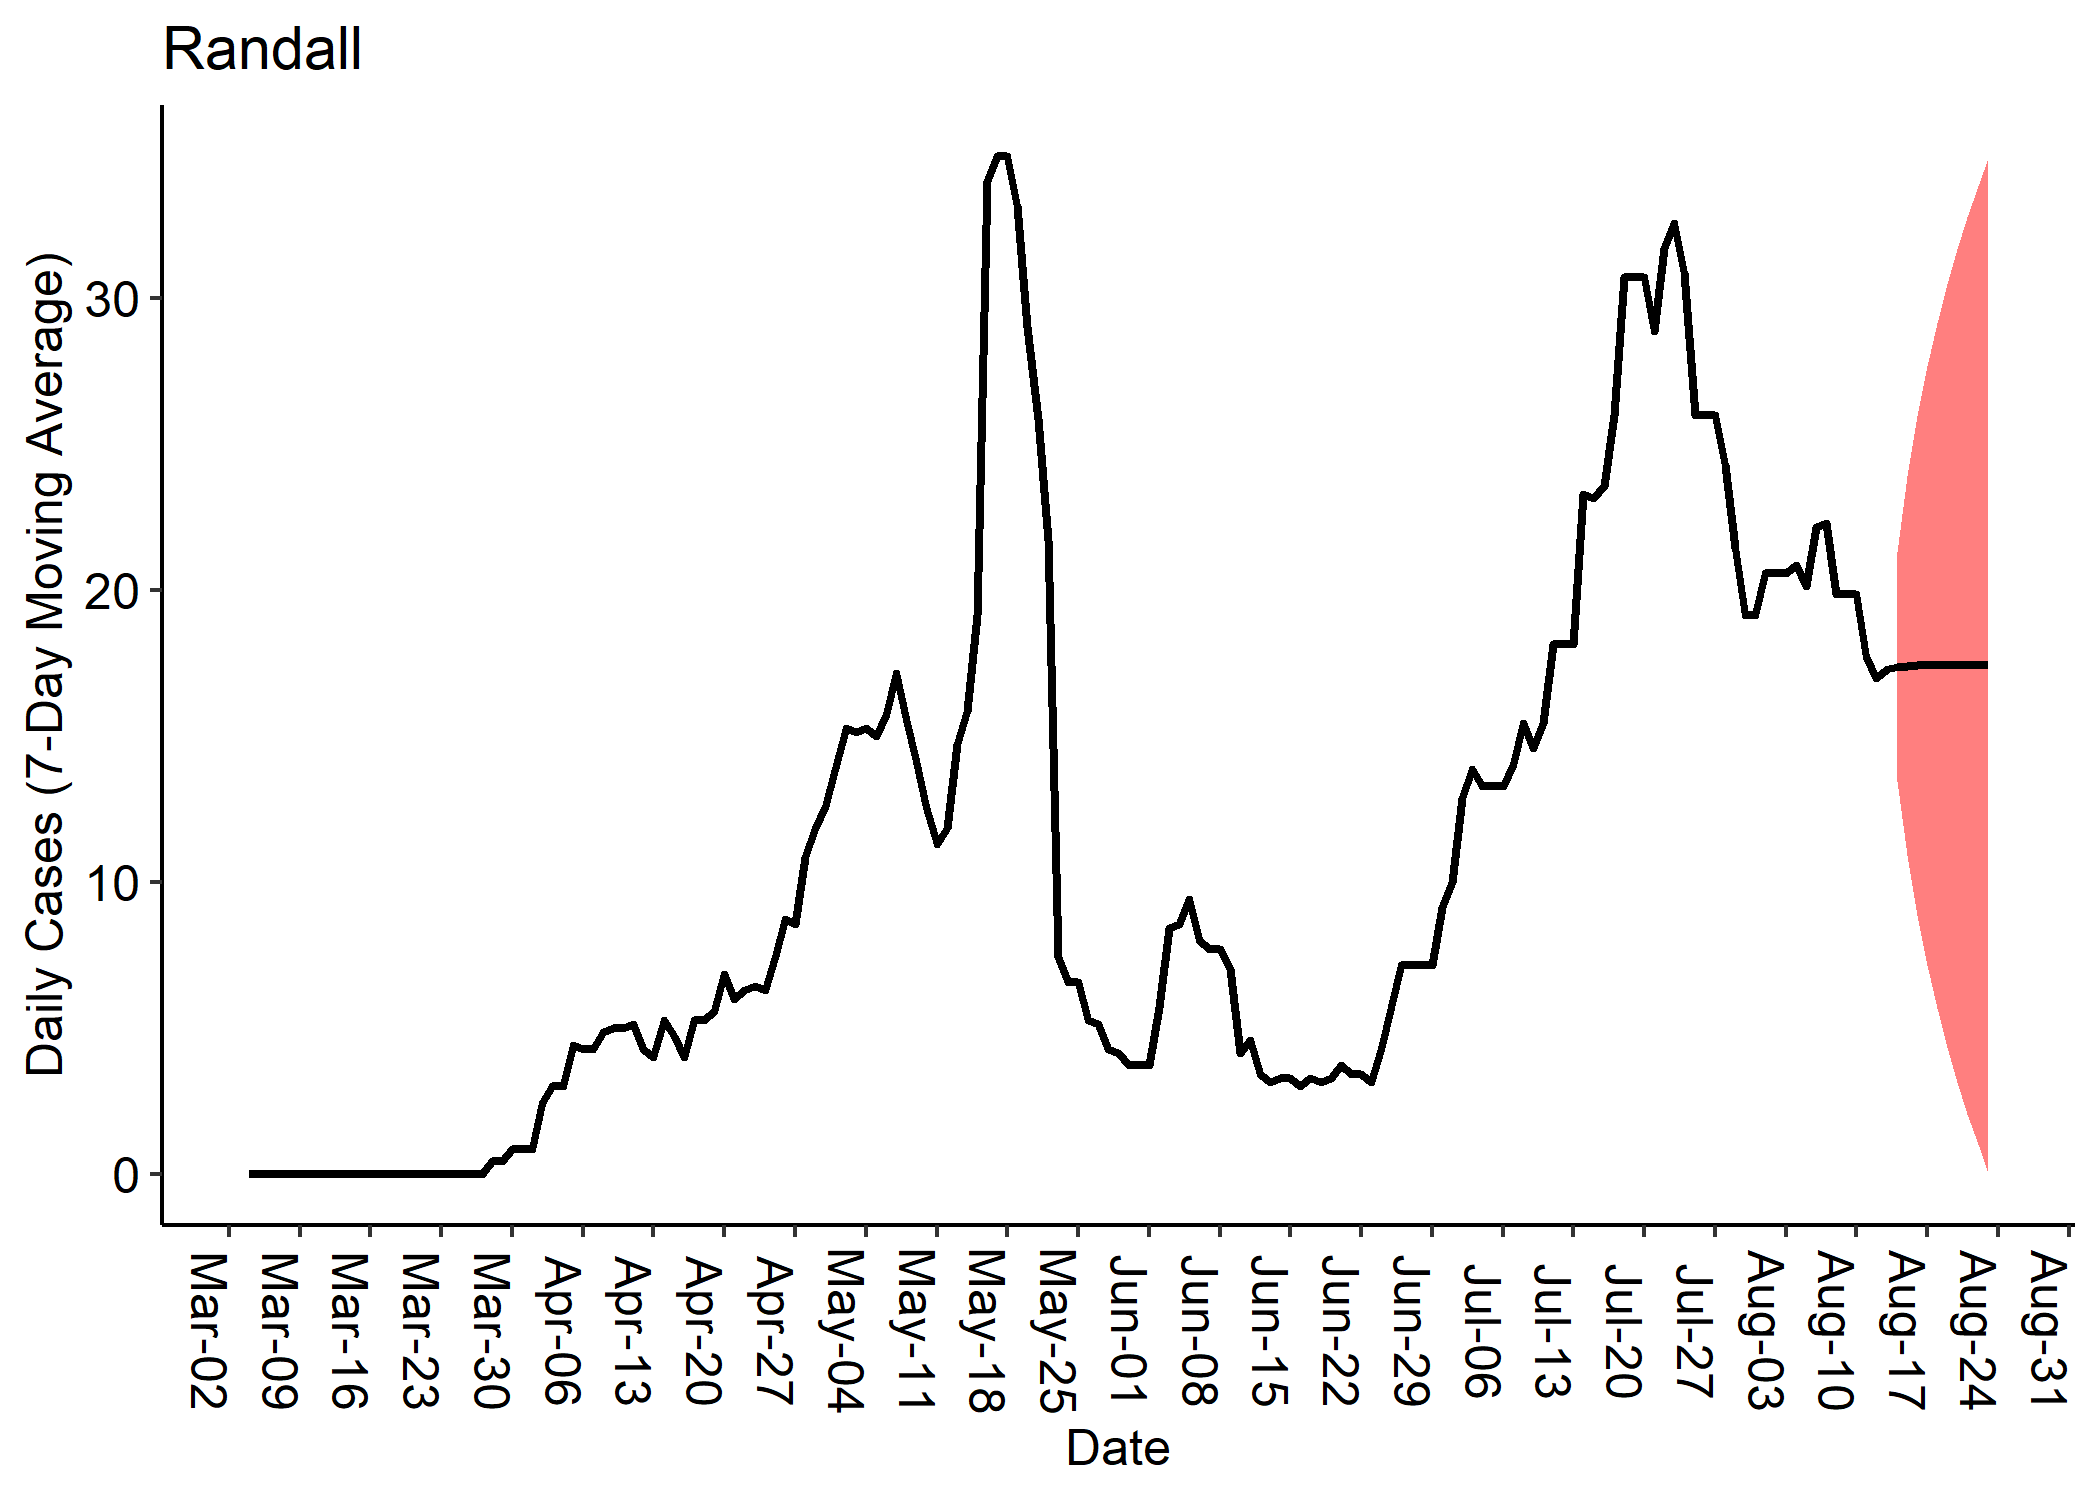 Randall
Daily Cases (7-Day Moving Average)
30
20
10
0
Mar-02
Mar-09
Mar-16
Mar-23
Mar-30
Apr-06
Apr-13
Apr-20
Apr-27
May-04
May-11
May-18
May-25
Jun-01
Jun-08
Jun-15
Jun-22
Jun-29
Jul-06
Jul-13
Jul-20
Jul-27
Aug-03
Aug-10
Aug-17
Aug-24
Aug-31
Date